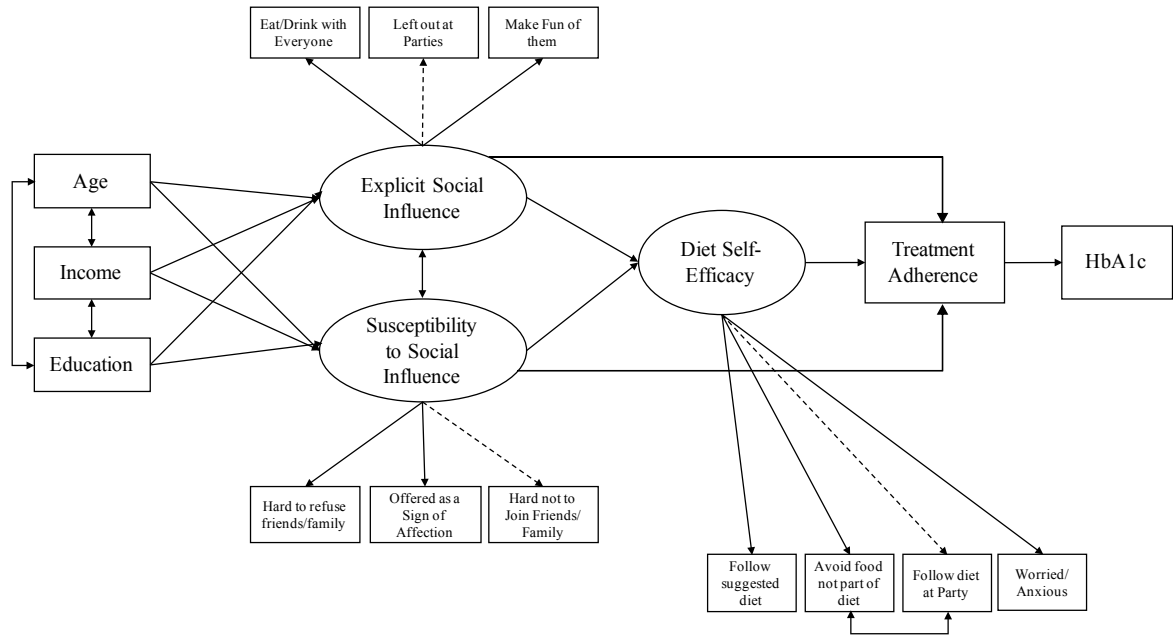 Eat/Drink with
Everyone
Left out at
Parties
Make Fun of
them
Age
Income
Education
Explicit Social
Influence
Susceptibility
to Social
Influence
Diet Self-
Efficacy
Treatment
Adherence
HbA1c
Hard to refuse
friends/family
Offered as a
Sign of
Affection
Hard not to
Join Friends/
Family
Follow
suggested
diet
Avoid food
not part of
diet
Follow diet
at Party
Worried/
Anxious